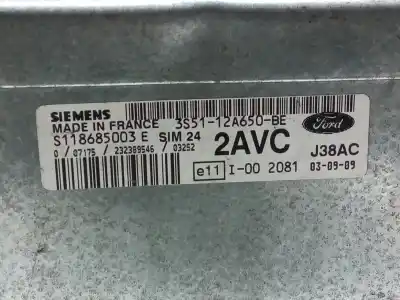 SIEMENS
MADE IN FRANCE 3S51-12A650-BE
S118685003 E SIM 24 2AVC Ford
0 / 07175 / 232389546 / 03252 J38AC
e11 I-00 2081 03-09-09